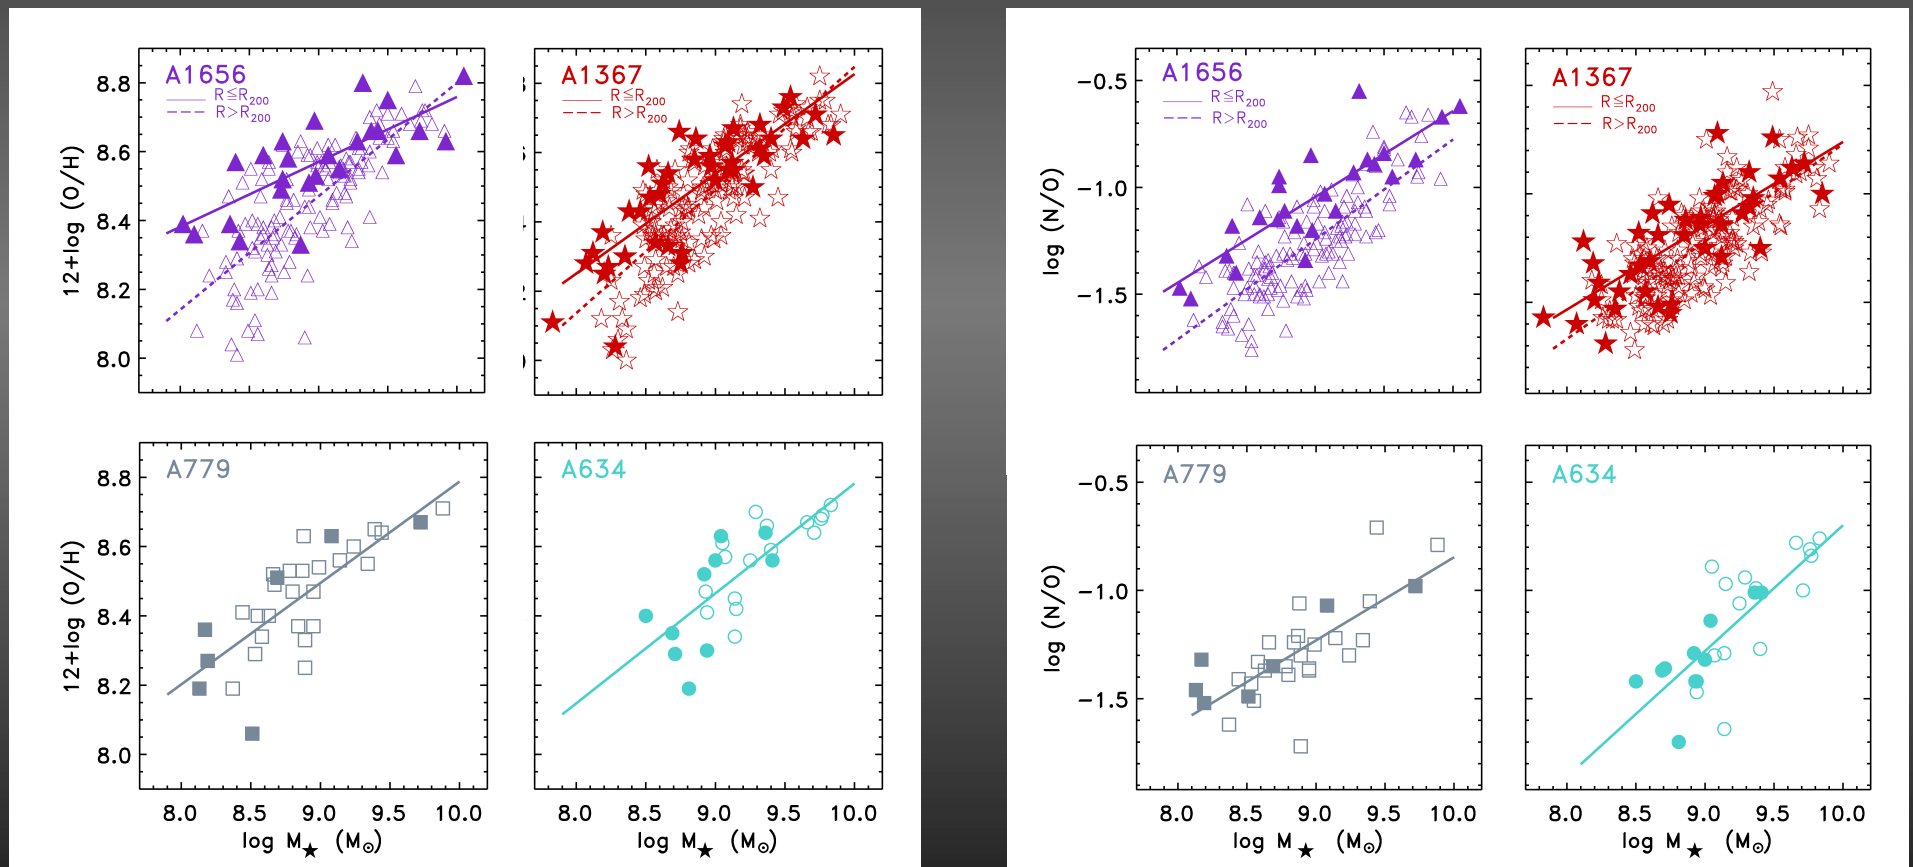 A1656
R≦R200
R>R200
12+log (O/H)
8.8
8.6
8.4
8.2
8.0
A1367
R≦R200
R>R200
A779
12+log (O/H)
8.8
8.6
8.4
8.2
8.0
8.0 8.5 9.0 9.5 10.0
log M★ (M⊙)
A634
8.0 8.5 9.0 9.5 10.0
log M★ (M⊙)
A1656
R≦R200
R>R200
log (N/O)
−0.5
−1.0
−1.5
A1367
R≦R200
R>R200
A779
log (N/O)
−0.5
−1.0
−1.5
8.0 8.5 9.0 9.5 10.0
log M★ (M⊙)
A634
8.0 8.5 9.0 9.5 10.0
log M★ (M⊙)